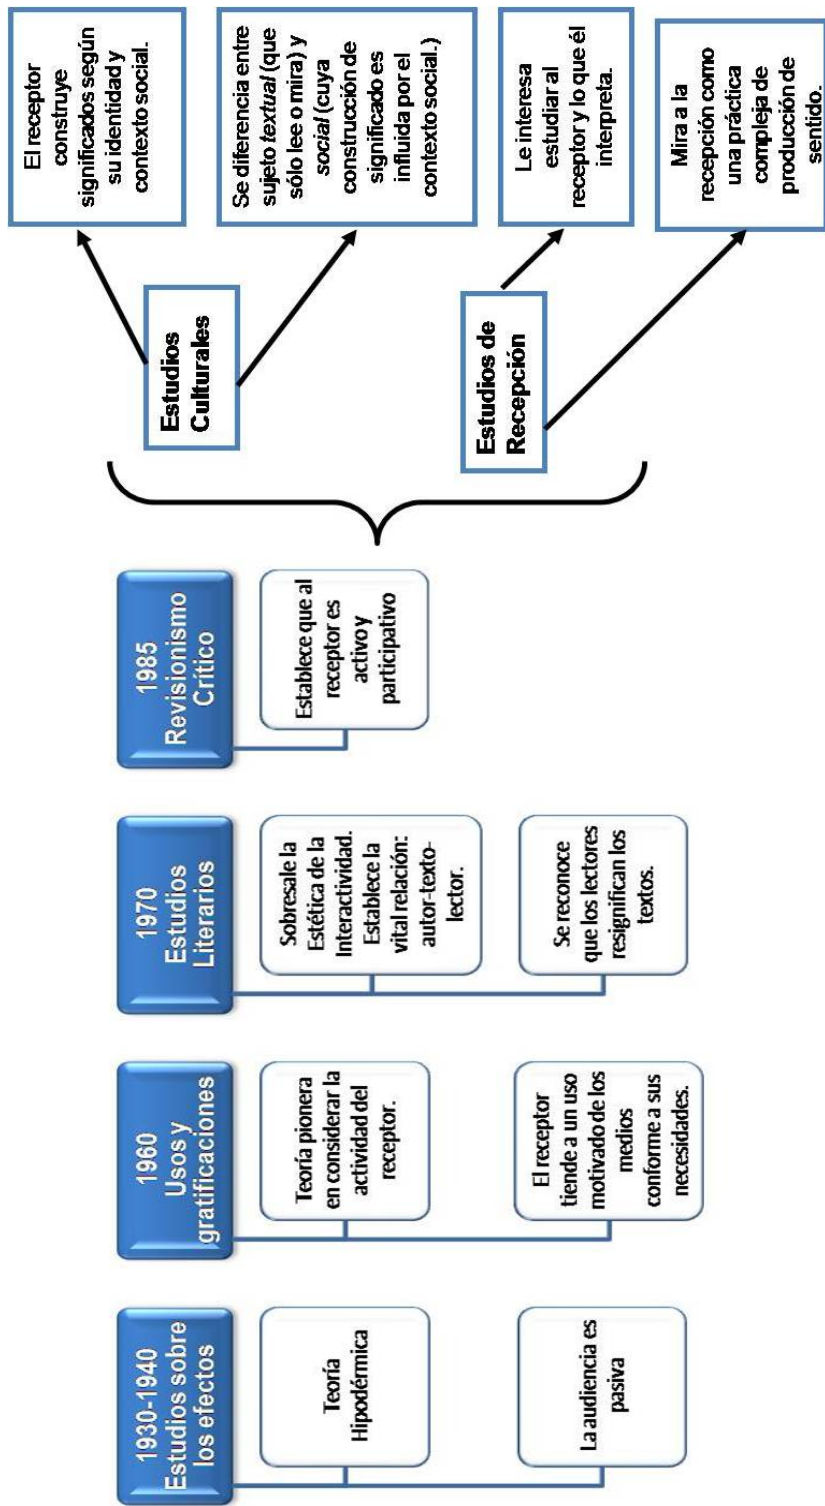 1930-1940
Estudios sobre
los efectos
Teoría
Hipodérmica
La audiencia es
pasiva
1960
Usos y
gratificaciones
Teoría pionera
en considerar la
actividad del
receptor.
El receptor
tiende a un uso
motivado de los
medios
conforme a sus
necesidades.
1970
Estudios
Literarios
Sobresale la
Estética de la
Interactividad.
Establece la
vital relación:
autor-texto-
lector.
Se reconoce
que los lectores
resignifican los
textos.
1985
Revisionismo
Crítico
Establece que al
receptor es
activo y
participativo
Estudios
Culturales
El receptor
construye
significados según
su identidad y
contexto social.
Se diferencia entre
sujeto textual (que
sólo lee o mira) y
social (cuya
construcción de
significado es
influida por el
contexto social.)
Estudios de
Recepción
Le interesa
estudiar al
receptor y lo que él
interpreta.
Mira a la
recepción como
una práctica
compleja de
producción de
sentido.